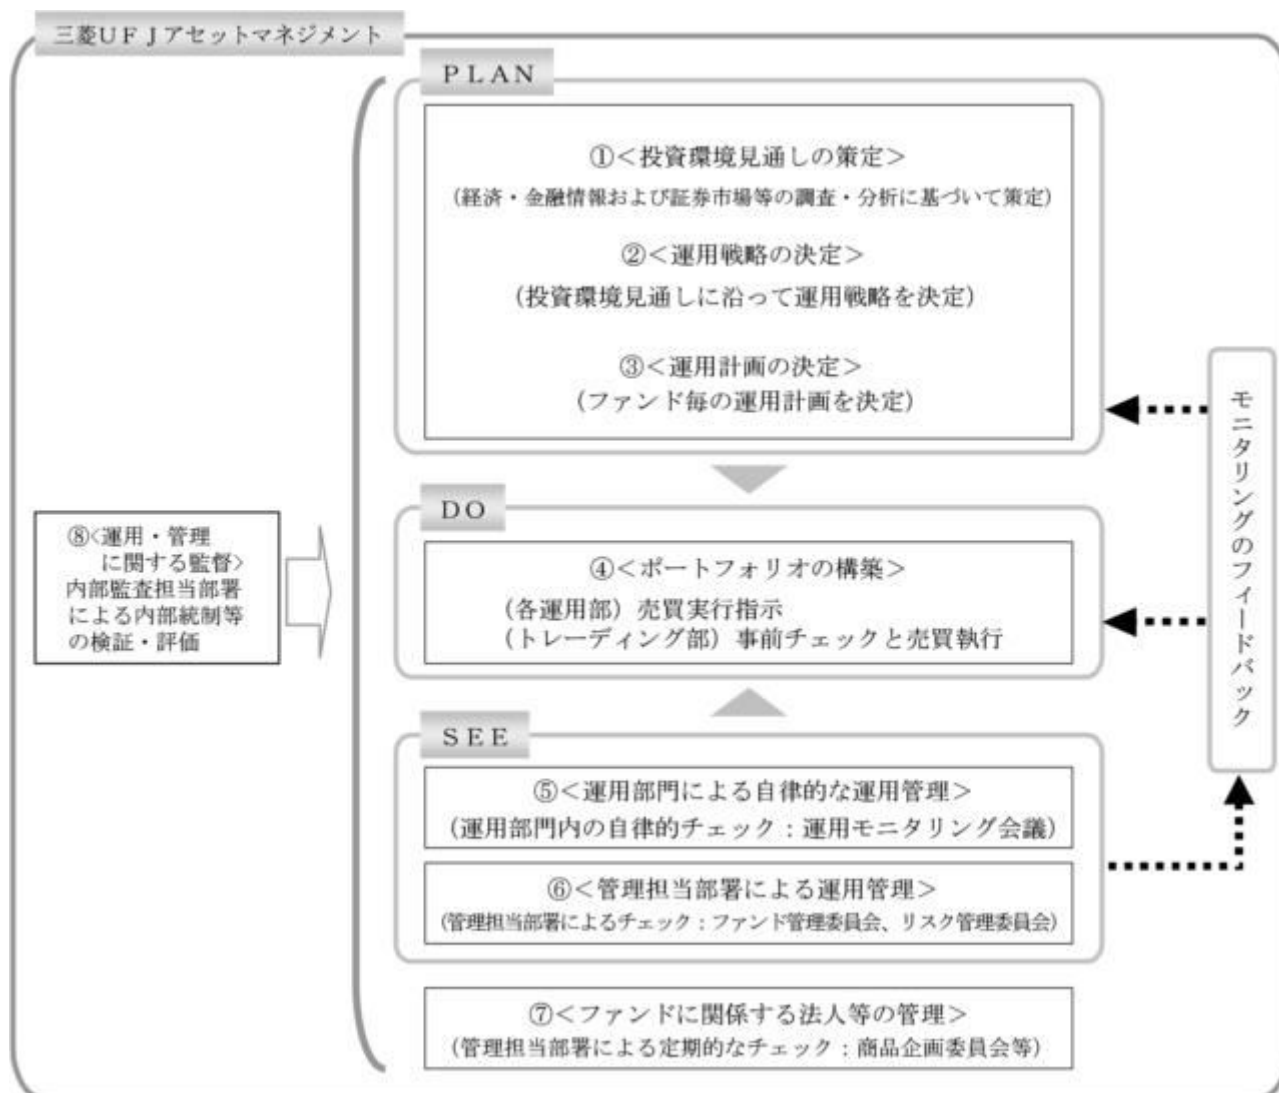 三菱ＵＦＪアセットマネジメント
ＰＬＡＮ
①＜投資環境見通しの策定＞
（経済・金融情報および証券市場等の調査・分析に基づいて策定）
②＜運用戦略の決定＞
（投資環境見通しに沿って運用戦略を決定）
③＜運用計画の決定＞
（ファンド毎の運用計画を決定）
ＤＯ
④＜ポートフォリオの構築＞
（各運用部）売買実行指示
（トレーディング部）事前チェックと売買執行
ＳＥＥ
⑤＜運用部門による自律的な運用管理＞
（運用部門内の自律的チェック：運用モニタリング会議）
⑥＜管理担当部署による運用管理＞
（管理担当部署によるチェック：ファンド管理委員会、リスク管理委員会）
⑦＜ファンドに関係する法人等の管理＞
（管理担当部署による定期的なチェック：商品企画委員会等）
⑧<運用・管理
に関する監督>
内部監査担当部署
による内部統制等
の検証・評価
モニタリングのフィードバック